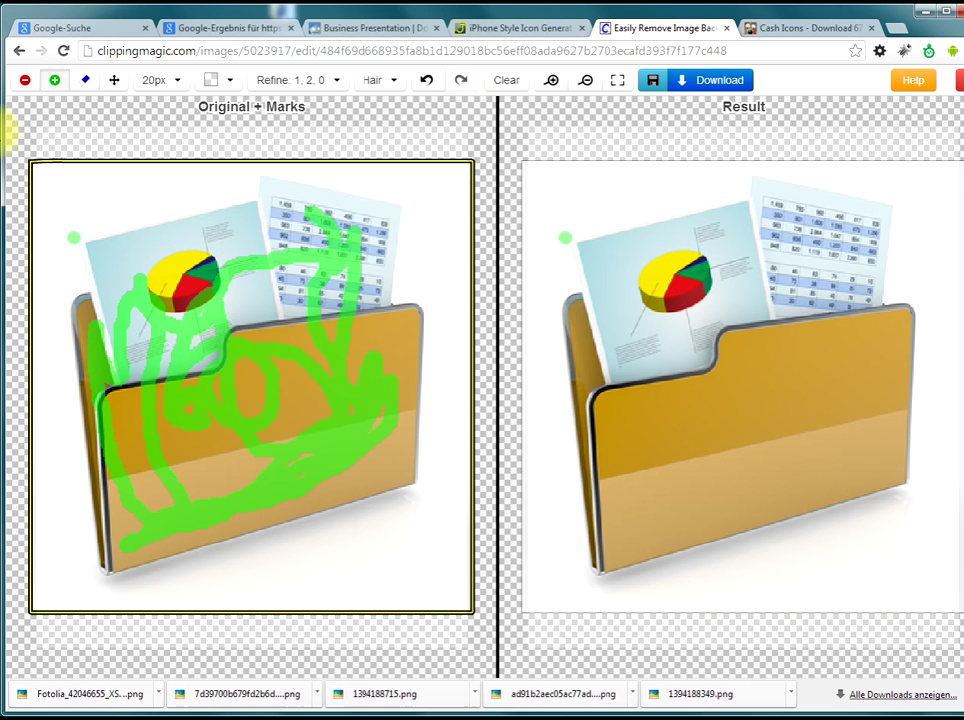 Google-Suche
Google-Ergebnis für https
Business Presentation | Do
iPhone Style Icon Generat
Easily Remove Image Bac
Cash Icons - Download 67
clippingmagic.com/images/5023917/edit/484f69d668935fa8b1d129018bc56eff08ada9627b2703ecafd393f7f177c448
20px
Refine: 1, 2, 0
Hair
Clear
Download
Help
Original + Marks
Result
Fotolia_42046655_XS...png
7d39700b679fd2b6d....png
1394188715.png
ad91b2aec05ac77ad....png
1394188349.png
Alle Downloads anzeigen...